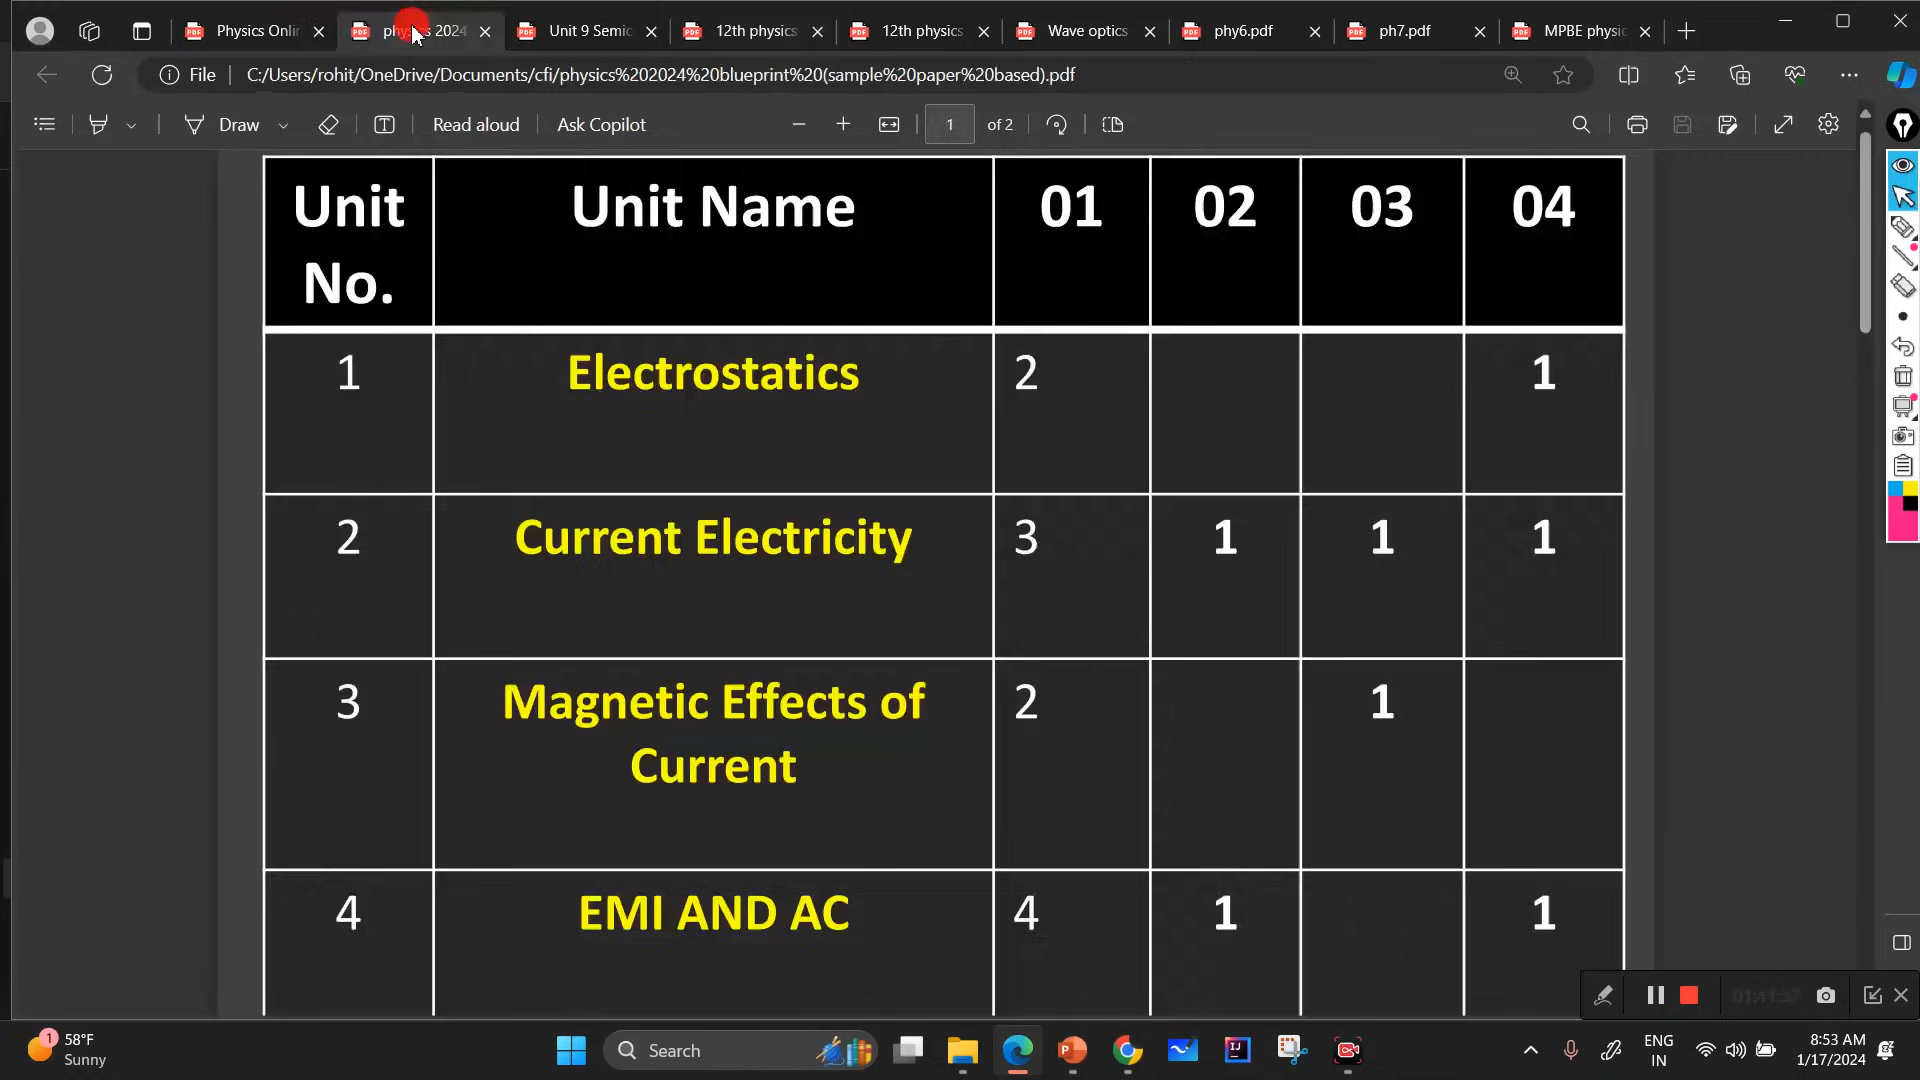 Physics Onlin
physics 2024
Unit 9 Semic
12th physics
12th physics
Wave optics
phy6.pdf
ph7.pdf
MPBE physic
File
C:/Users/rohit/OneDrive/Documents/cfi/physics%202024%20blueprint%20(sample%20paper%20based).pdf
Draw
Read aloud
Ask Copilot
1 of 2
Unit No. Unit Name 01 02 03 04
1 Electrostatics 2 1
2 Current Electricity 3 1 1 1
3 Magnetic Effects of Current 2 1
4 EMI AND AC 4 1 1
1
58°F
Sunny
Search
ENG
IN
8:53 AM
1/17/2024